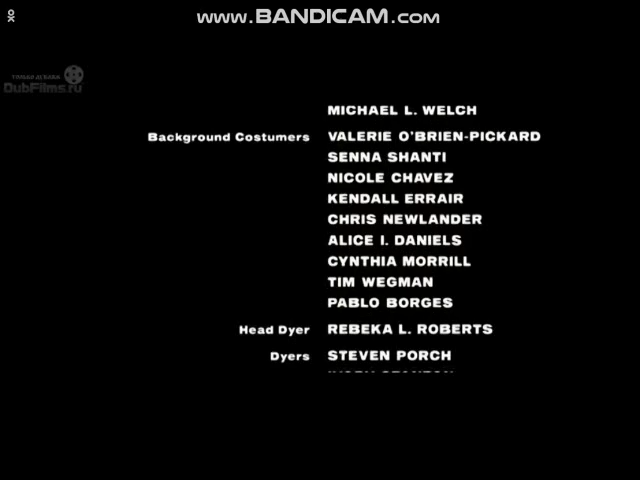 www.BANDICAM.com
DubFilms.ru
MICHAEL L. WELCH
Background Costumers VALERIE O'BRIEN-PICKARD
SENNA SHANTI
NICOLE CHAVEZ
KENDALL ERRAIR
CHRIS NEWLANDER
ALICE I. DANIELS
CYNTHIA MORRILL
TIM WEGMAN
PABLO BORGES
Head Dyer REBEKA L. ROBERTS
Dyers STEVEN PORCH